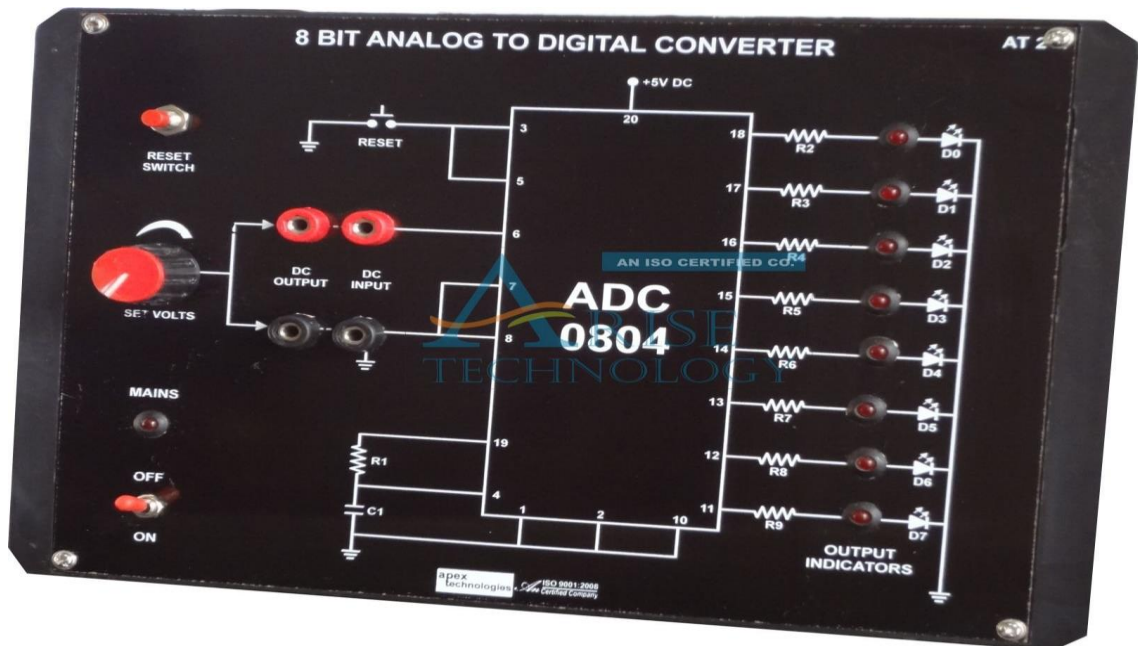 8 BIT ANALOG TO DIGITAL CONVERTER
AT 2
+5V DC
20
RESET SWITCH
RESET
3
5
6
7
8
19
4
1
2
10
18
17
16
15
14
13
12
11
R2
R3
R4
R5
R6
R7
R8
R9
D0
D1
D2
D3
D4
D5
D6
D7
DC OUTPUT
DC INPUT
SET VOLTS
AN ISO CERTIFIED CO.
ADC
0804
ARISE
TECHNOLOGY
MAINS
OFF
ON
R1
C1
OUTPUT
INDICATORS
apex
technologies
An ISO 9001:2008
Certified Company